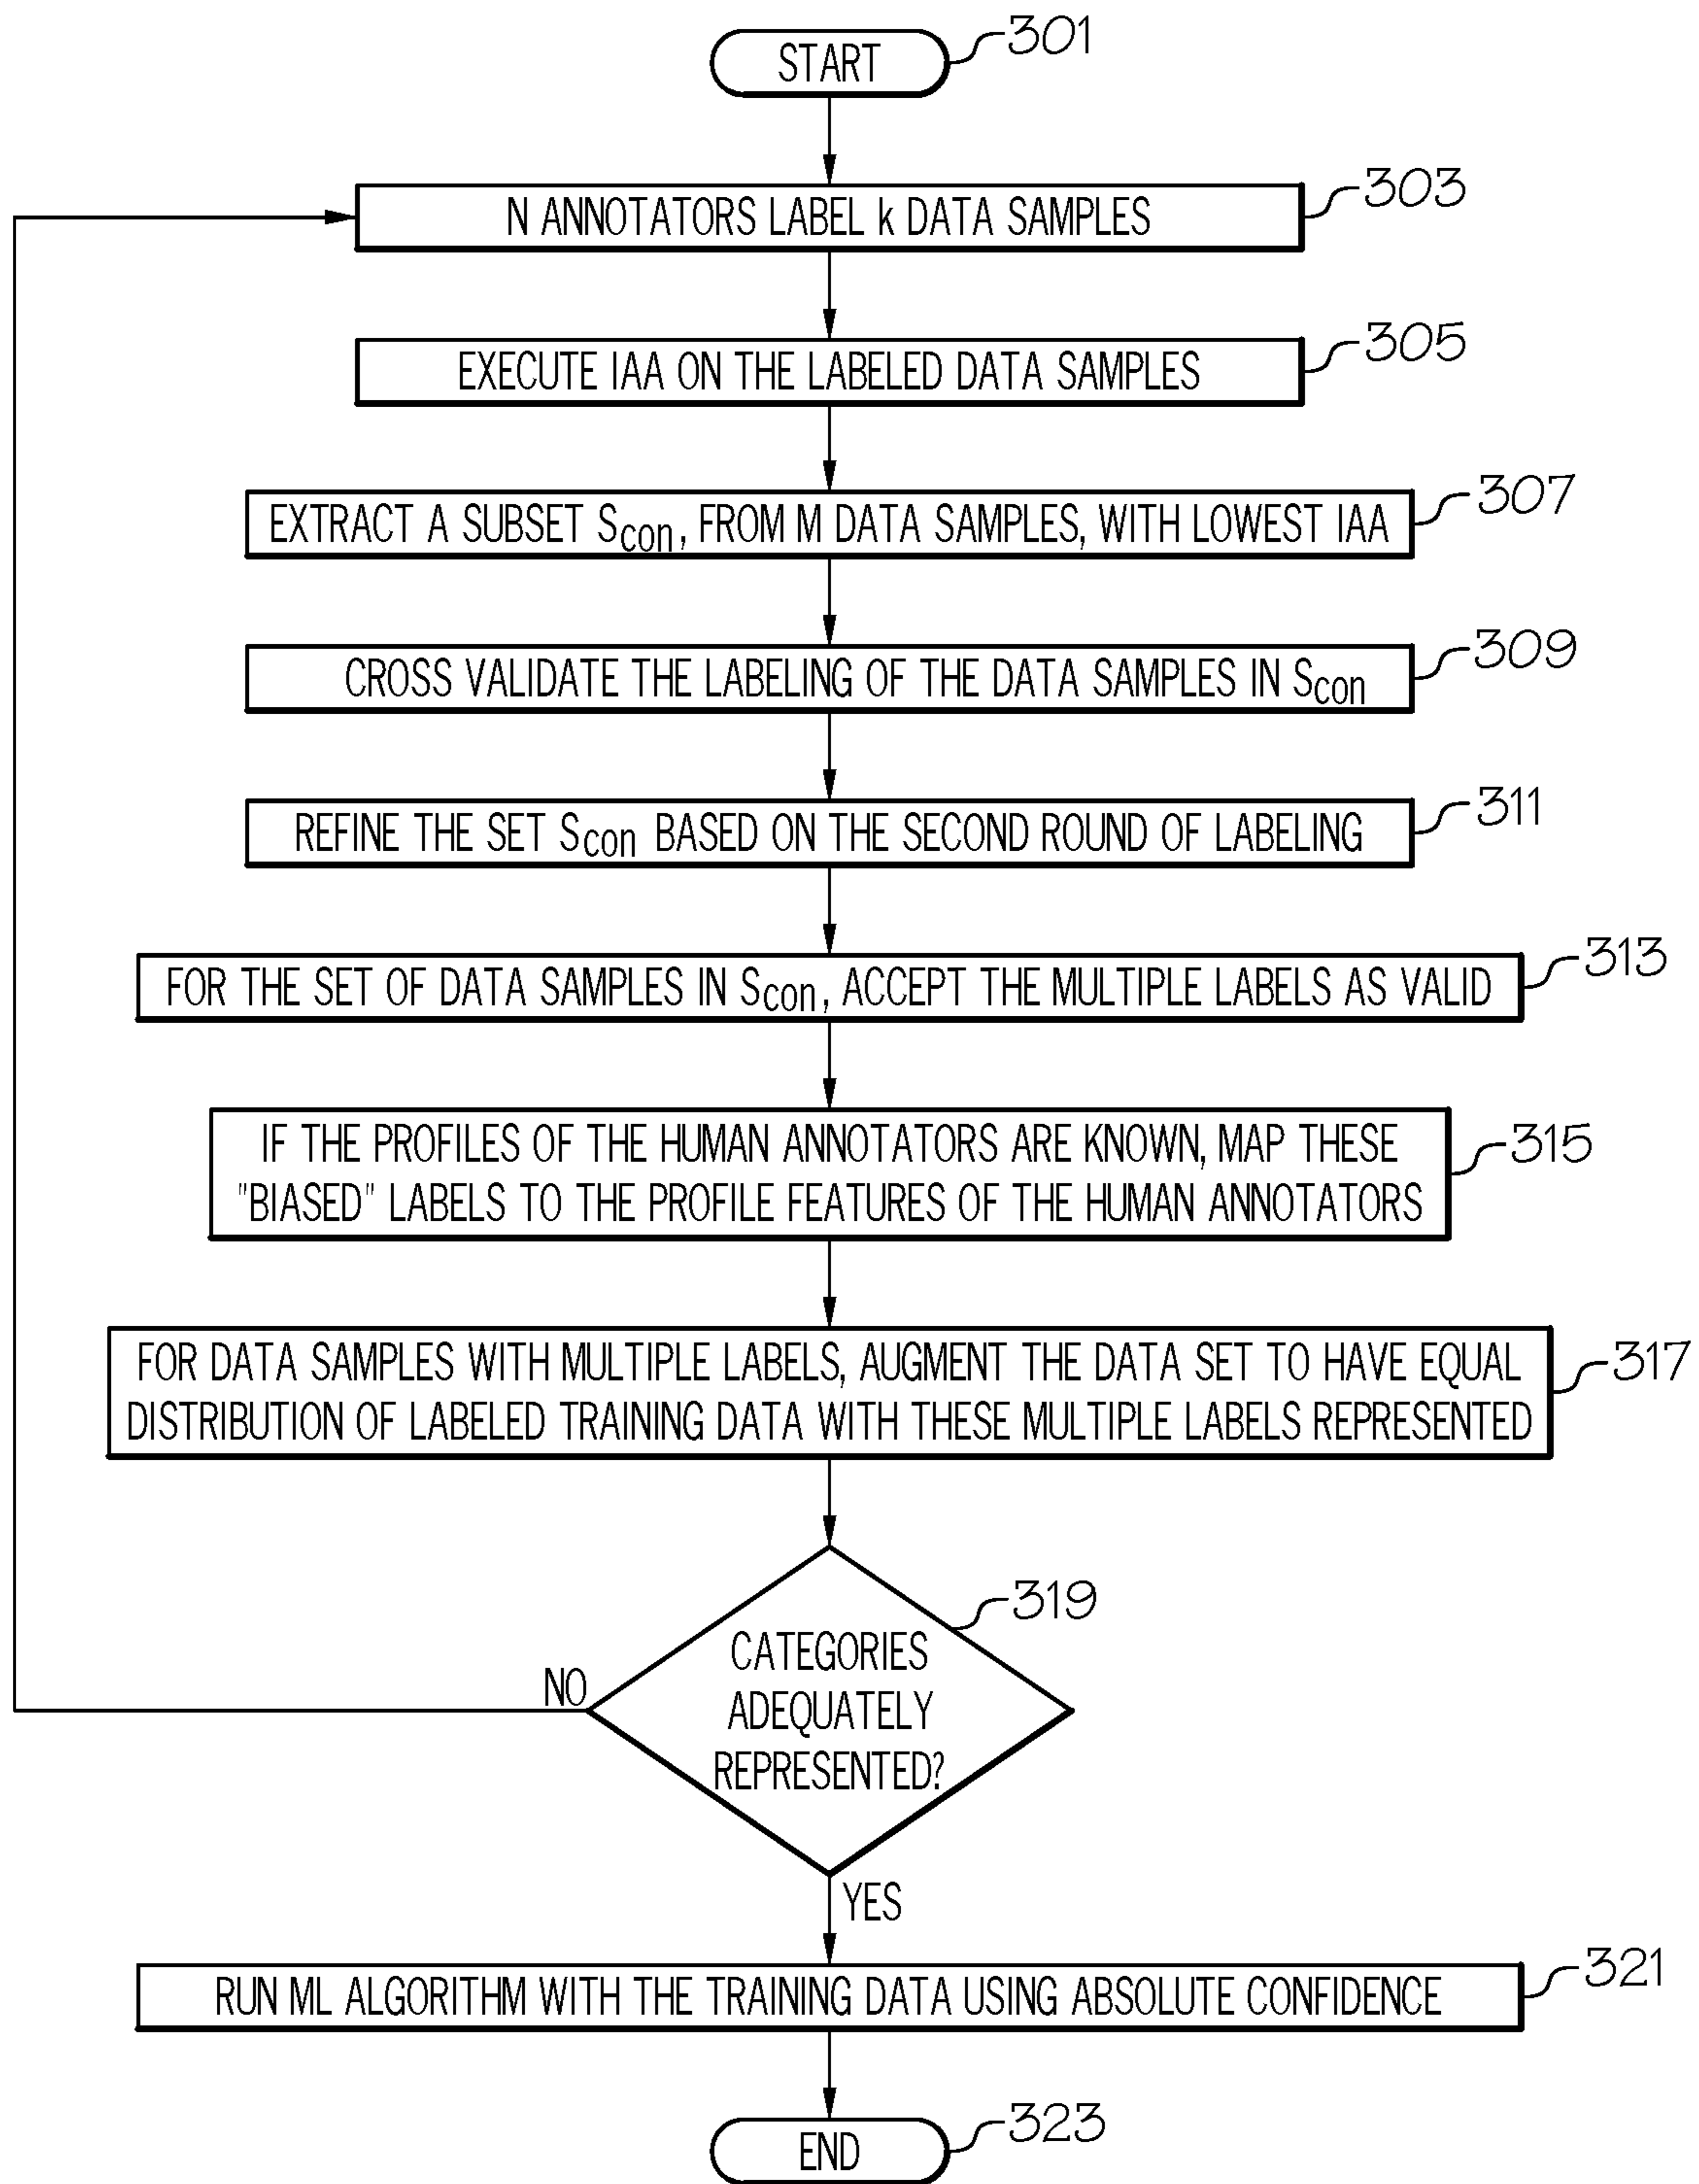 START
301
N ANNOTATORS LABEL k DATA SAMPLES
303
EXECUTE IAA ON THE LABELED DATA SAMPLES
305
EXTRACT A SUBSET Scon, FROM M DATA SAMPLES, WITH LOWEST IAA
307
CROSS VALIDATE THE LABELING OF THE DATA SAMPLES IN Scon
309
REFINE THE SET Scon BASED ON THE SECOND ROUND OF LABELING
311
FOR THE SET OF DATA SAMPLES IN Scon, ACCEPT THE MULTIPLE LABELS AS VALID
313
IF THE PROFILES OF THE HUMAN ANNOTATORS ARE KNOWN, MAP THESE
"BIASED" LABELS TO THE PROFILE FEATURES OF THE HUMAN ANNOTATORS
315
FOR DATA SAMPLES WITH MULTIPLE LABELS, AUGMENT THE DATA SET TO HAVE EQUAL
DISTRIBUTION OF LABELED TRAINING DATA WITH THESE MULTIPLE LABELS REPRESENTED
317
CATEGORIES
ADEQUATELY
REPRESENTED?
319
NO
YES
RUN ML ALGORITHM WITH THE TRAINING DATA USING ABSOLUTE CONFIDENCE
321
END
323